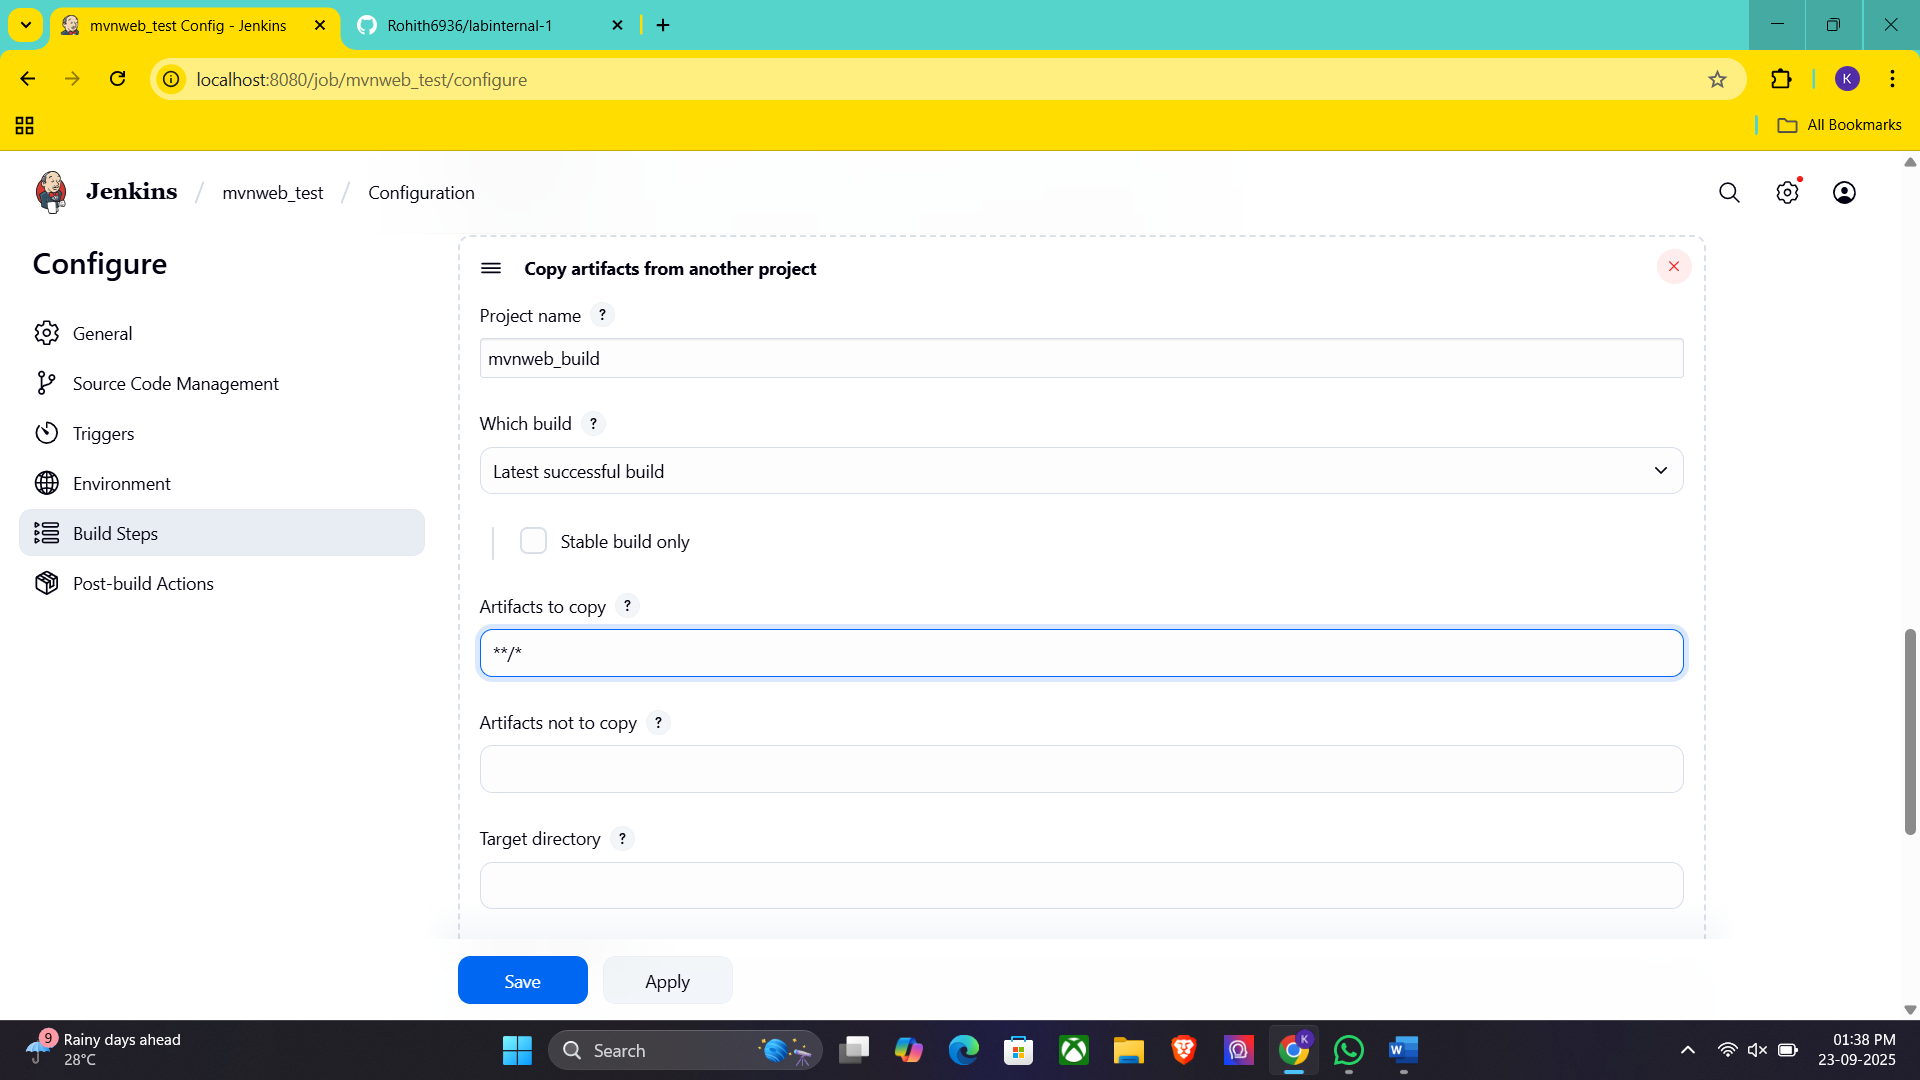 mvnweb_test Config - Jenkins
Rohith6936/labinternal-1
localhost:8080/job/mvnweb_test/configure
K
All Bookmarks
Jenkins / mvnweb_test / Configuration
Configure
General
Source Code Management
Triggers
Environment
Build Steps
Post-build Actions
Copy artifacts from another project
Project name ?
mvnweb_build
Which build ?
Latest successful build
Stable build only
Artifacts to copy ?
**/*
Artifacts not to copy ?
Target directory ?
Save
Apply
9
Rainy days ahead
28°C
Search
K
W
01:38 PM
23-09-2025